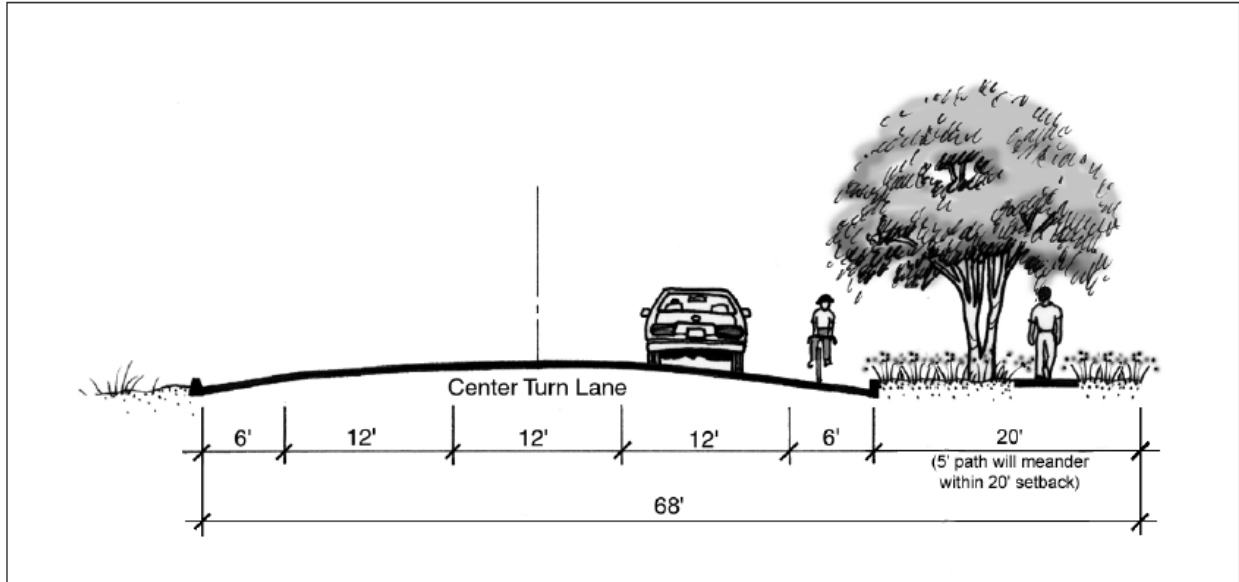 Center Turn Lane
6' 12' 12' 12' 6' 20'
(5' path will meander
within 20' setback)
68'